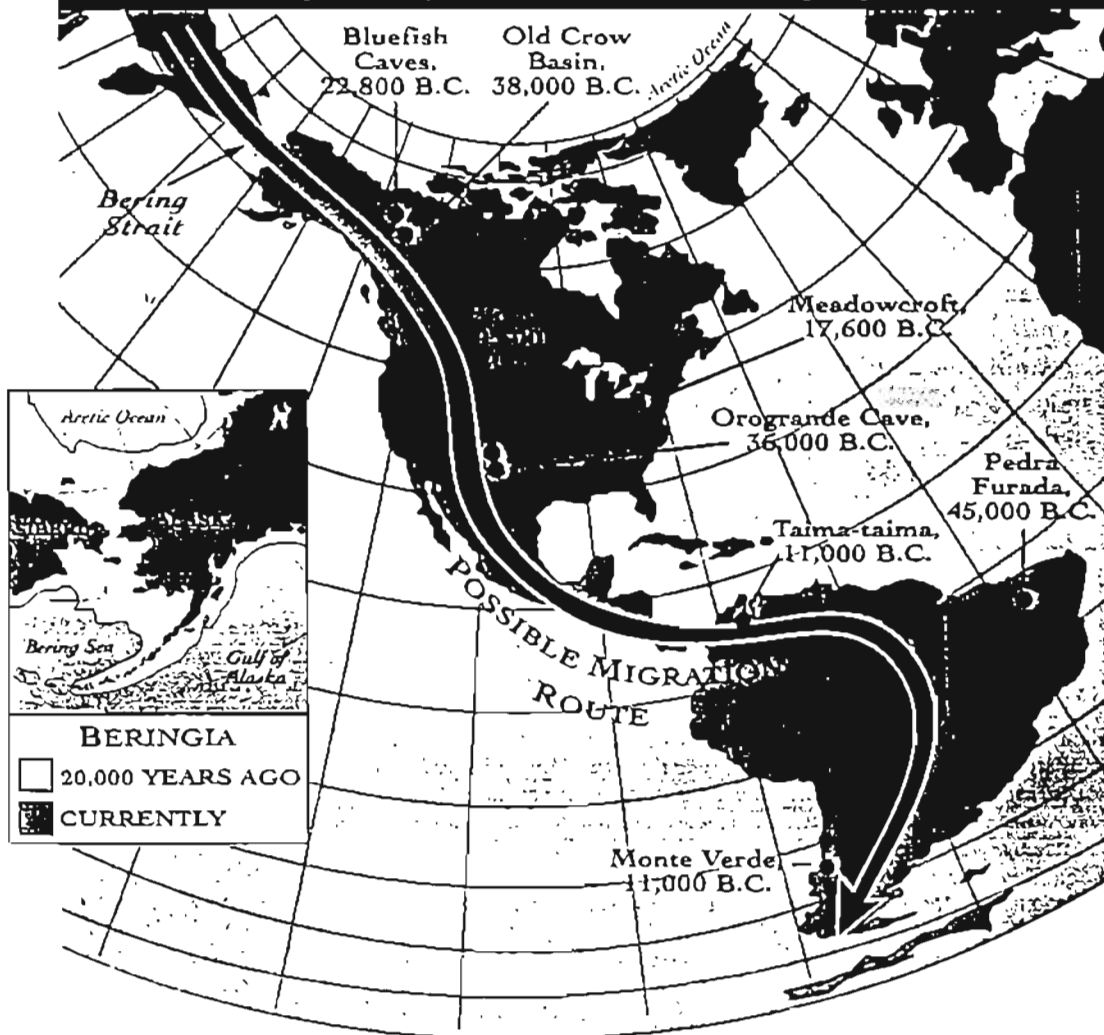 Bluefish
Caves,
22,800 B.C.
Old Crow
Basin,
38,000 B.C.
Arctic Ocean
Bering
Strait
Meadowcroft,
17,600 B.C.
Orogrande Cave,
36,000 B.C.
Pedra
Furada,
45,000 B.C.
Taima-taima,
11,000 B.C.
POSSIBLE MIGRATION
ROUTE
Monte Verde,
11,000 B.C.
Arctic Ocean
Bering Sea
Gulf of
Alaska
BERINGIA
20,000 YEARS AGO
CURRENTLY